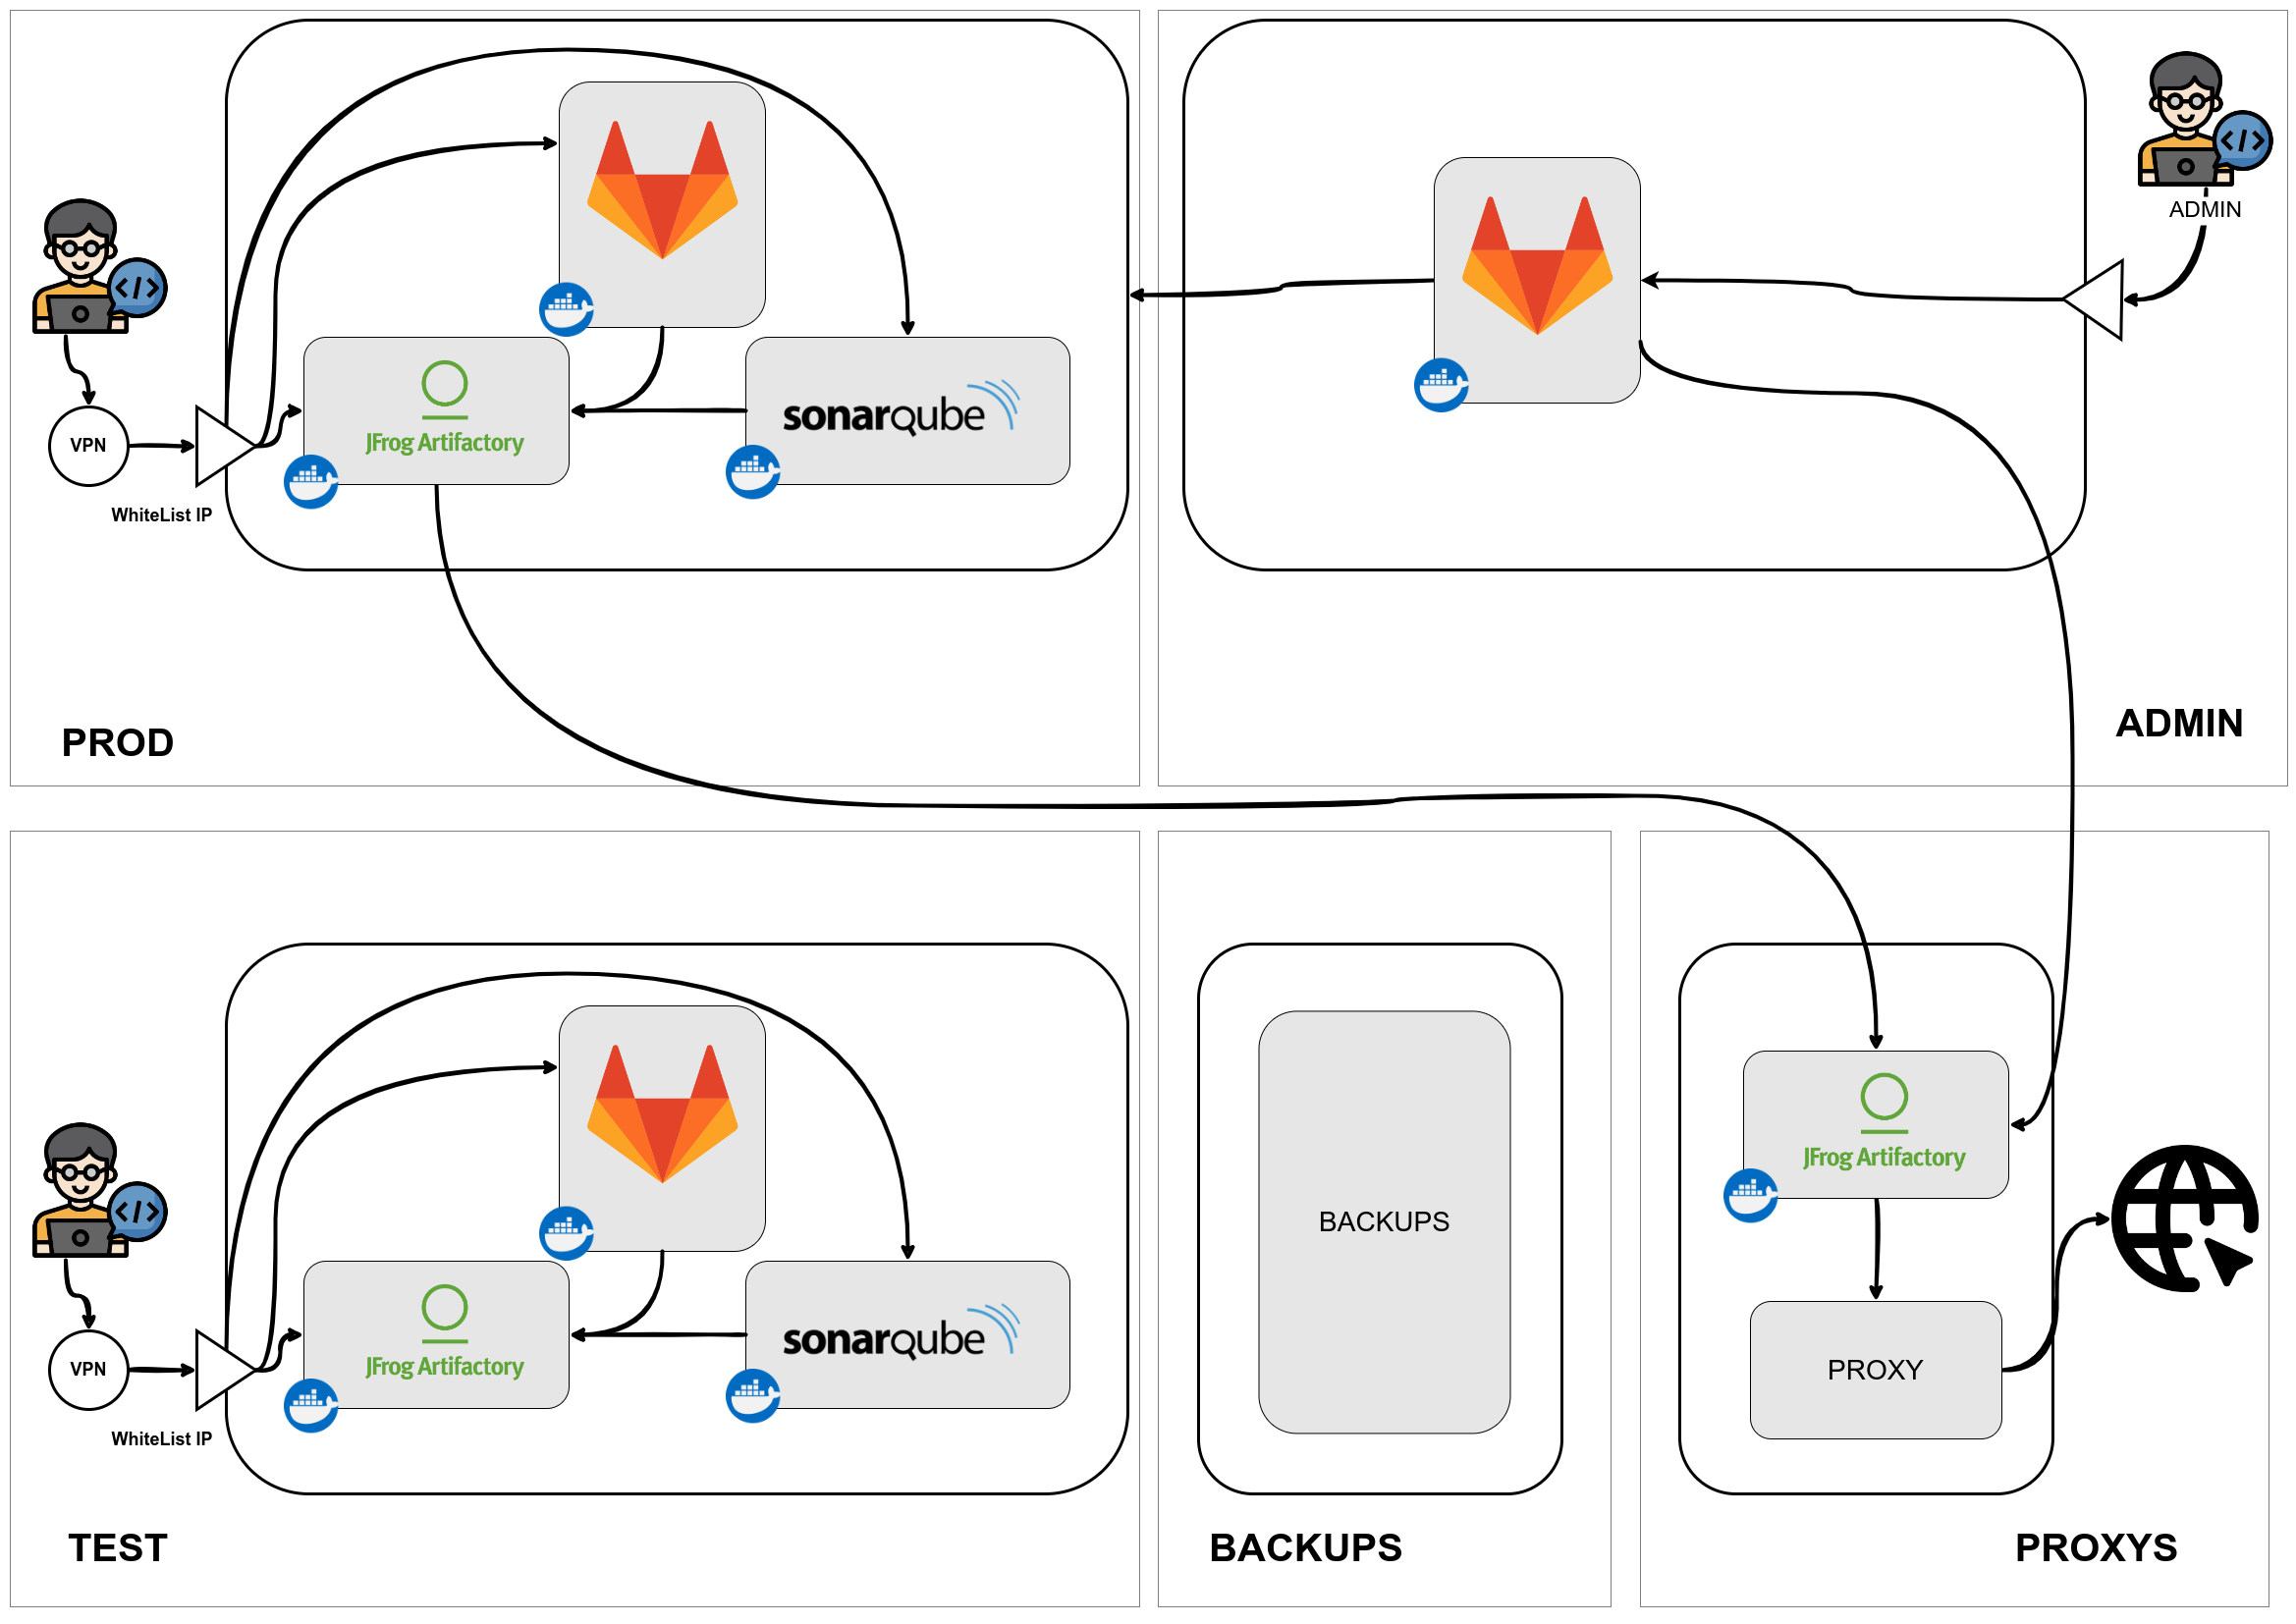 ADMIN
JFrog Artifactory
sonarqube
VPN
WhiteList IP
PROD
ADMIN
JFrog Artifactory
BACKUPS
JFrog Artifactory
sonarqube
VPN
PROXY
WhiteList IP
TEST
BACKUPS
PROXYS